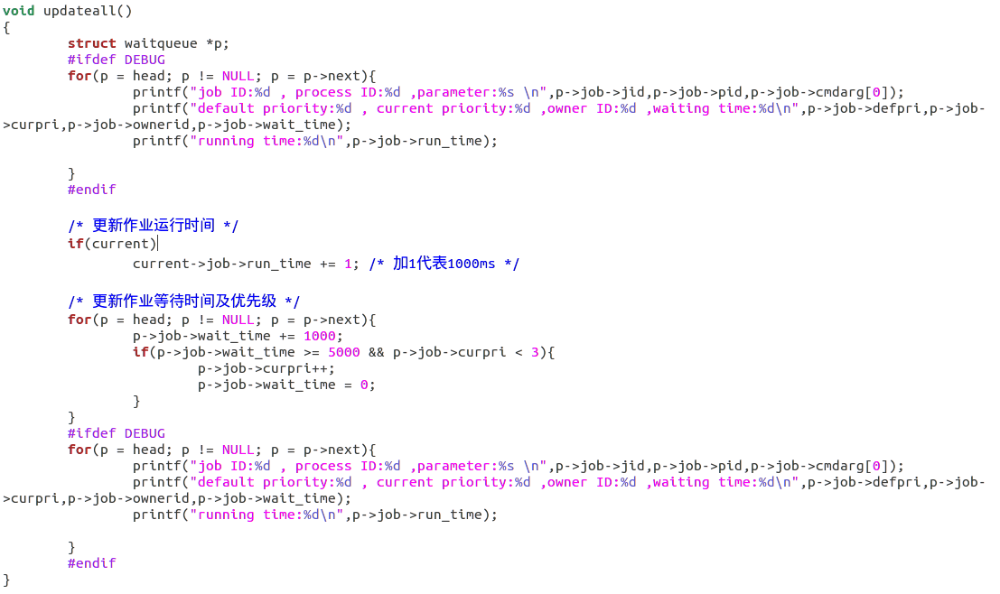 void updateall()
{
        struct waitqueue *p;
        #ifdef DEBUG
        for(p = head; p != NULL; p = p->next){
                printf("job ID:%d , process ID:%d ,parameter:%s \n",p->job->jid,p->job->pid,p->job->cmdarg[0]);
                printf("default priority:%d , current priority:%d ,owner ID:%d ,waiting time:%d\n",p->job->defpri,p->job-
>curpri,p->job->ownerid,p->job->wait_time);
                printf("running time:%d\n",p->job->run_time);

        }
        #endif

        /* 更新作业运行时间 */
        if(current)
                current->job->run_time += 1; /* 加1代表1000ms */

        /* 更新作业等待时间及优先级 */
        for(p = head; p != NULL; p = p->next){
                p->job->wait_time += 1000;
                if(p->job->wait_time >= 5000 && p->job->curpri < 3){
                        p->job->curpri++;
                        p->job->wait_time = 0;
                }
        }
        #ifdef DEBUG
        for(p = head; p != NULL; p = p->next){
                printf("job ID:%d , process ID:%d ,parameter:%s \n",p->job->jid,p->job->pid,p->job->cmdarg[0]);
                printf("default priority:%d , current priority:%d ,owner ID:%d ,waiting time:%d\n",p->job->defpri,p->job-
>curpri,p->job->ownerid,p->job->wait_time);
                printf("running time:%d\n",p->job->run_time);

        }
        #endif
}